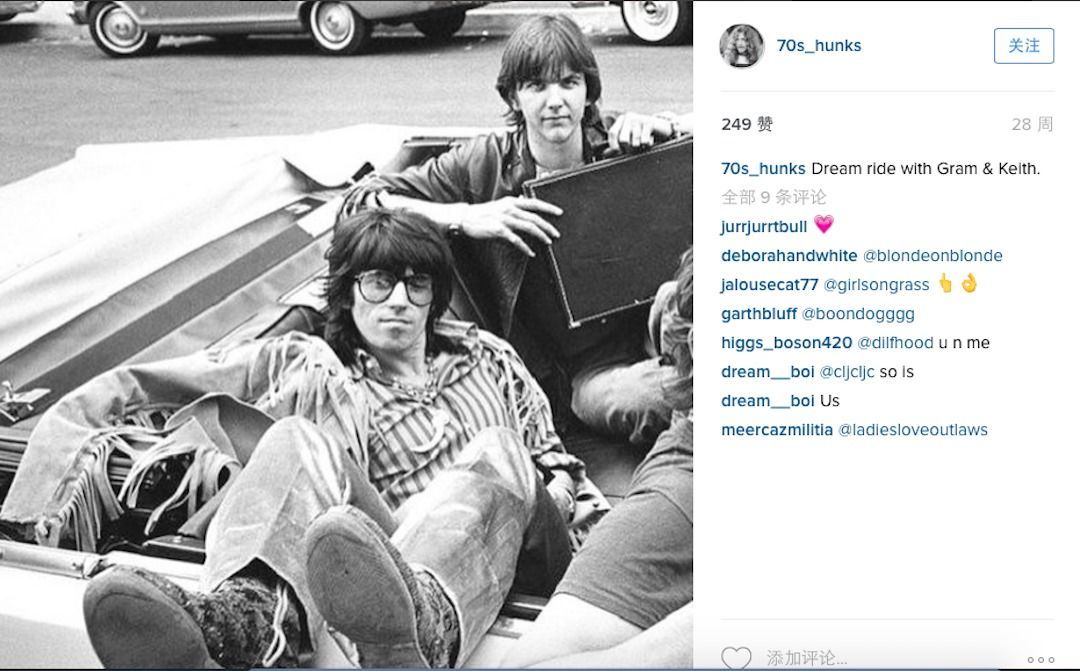 70s_hunks
关注
249 赞
28 周
70s_hunks Dream ride with Gram & Keith.
全部 9 条评论
jurrjurrtbull 💗
deborahandwhite @blondeonblonde
jalousecat77 @girlsongrass 👆 👌
garthbluff @boondogggg
higgs_boson420 @dilfhood u n me
dream__boi @cljcljc so is
dream__boi Us
meercazmilitia @ladiesloveoutlaws
添加评论...